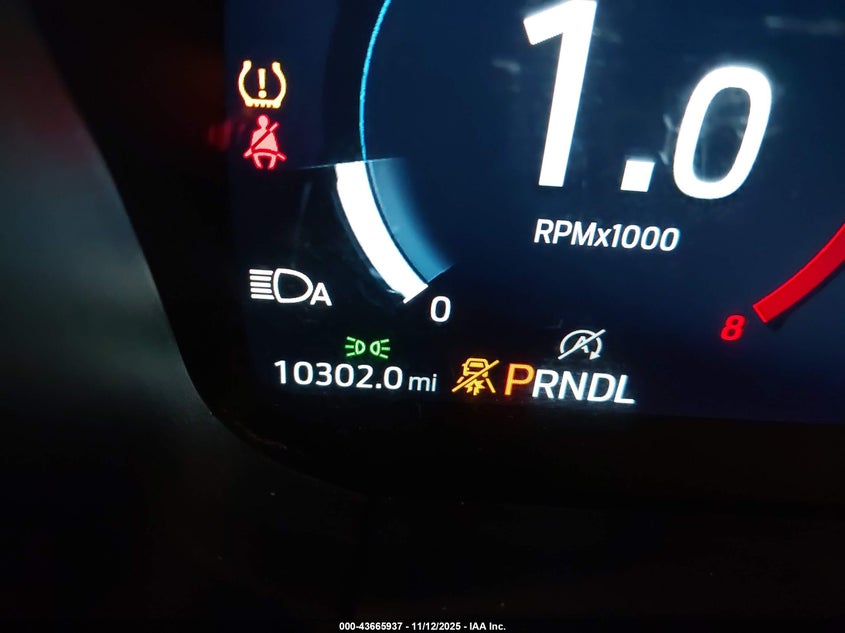 1.0
RPMx1000
A
0
8
A
10302.0 mi
PRNDL
000-43665937 - 11/12/2025 - IAA Inc.